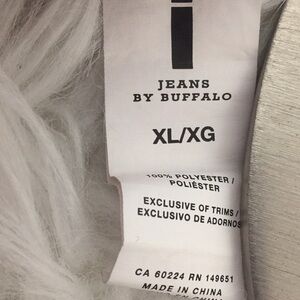 i
JEANS
BY BUFFALO
XL/XG
100% POLYESTER /
POLIÉSTER
EXCLUSIVE OF TRIMS /
EXCLUSIVO DE ADORNOS
CA 60224 RN 149651
MADE IN CHINA